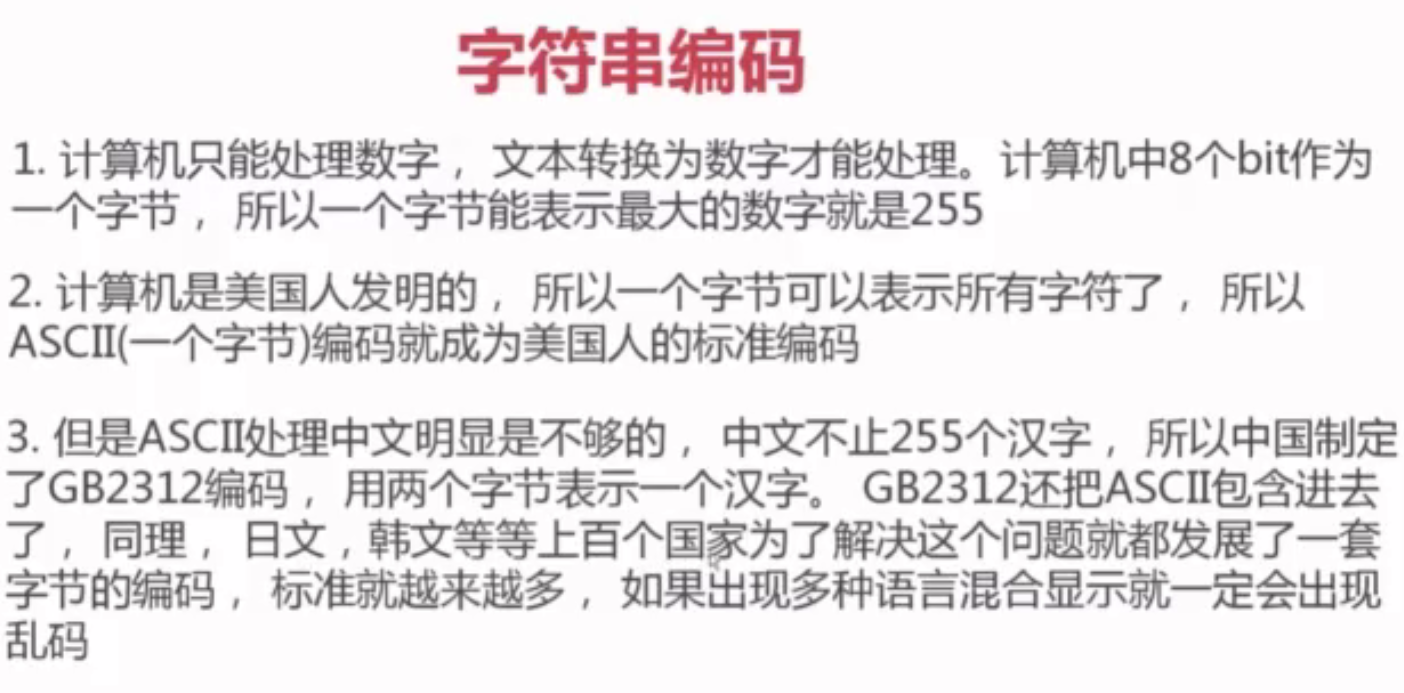 字符串编码
1. 计算机只能处理数字，文本转换为数字才能处理。计算机中8个bit作为
一个字节，所以一个字节能表示最大的数字就是255
2. 计算机是美国人发明的，所以一个字节可以表示所有字符了，所以
ASCII(一个字节)编码就成为美国人的标准编码
3. 但是ASCII处理中文明显是不够的，中文不止255个汉字，所以中国制定
了GB2312编码，用两个字节表示一个汉字。GB2312还把ASCII包含进去
了，同理，日文，韩文等等上百个国家为了解决这个问题就都发展了一套
字节的编码，标准就越来越多，如果出现多种语言混合显示就一定会出现
乱码